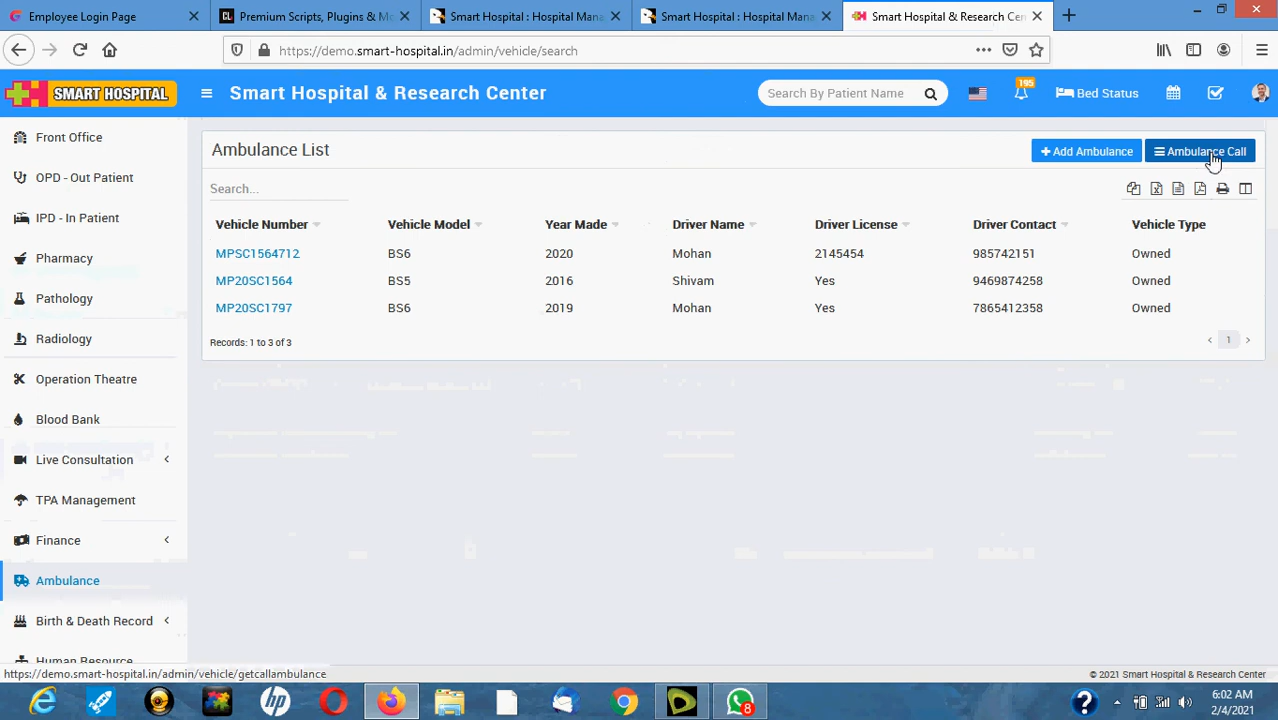 Employee Login Page
Premium Scripts, Plugins & Mo
Smart Hospital : Hospital Mana
Smart Hospital : Hospital Mana
Smart Hospital & Research Cen
https://demo.smart-hospital.in/admin/vehicle/search
SMART HOSPITAL
Smart Hospital & Research Center
Search By Patient Name
195
Bed Status
Front Office
OPD - Out Patient
IPD - In Patient
Pharmacy
Pathology
Radiology
Operation Theatre
Blood Bank
Live Consultation
TPA Management
Finance
Ambulance
Birth & Death Record
Human Resource
Ambulance List
+ Add Ambulance
Ambulance Call
Search...
Vehicle Number Vehicle Model Year Made Driver Name Driver License Driver Contact Vehicle Type
MPSC1564712 BS6 2020 Mohan 2145454 985742151 Owned
MP20SC1564 BS5 2016 Shivam Yes 9469874258 Owned
MP20SC1797 BS6 2019 Mohan Yes 7865412358 Owned
Records: 1 to 3 of 3
< 1 >
https://demo.smart-hospital.in/admin/vehicle/getcallambulance
© 2021 Smart Hospital & Research Center
8
6:02 AM
2/4/2021